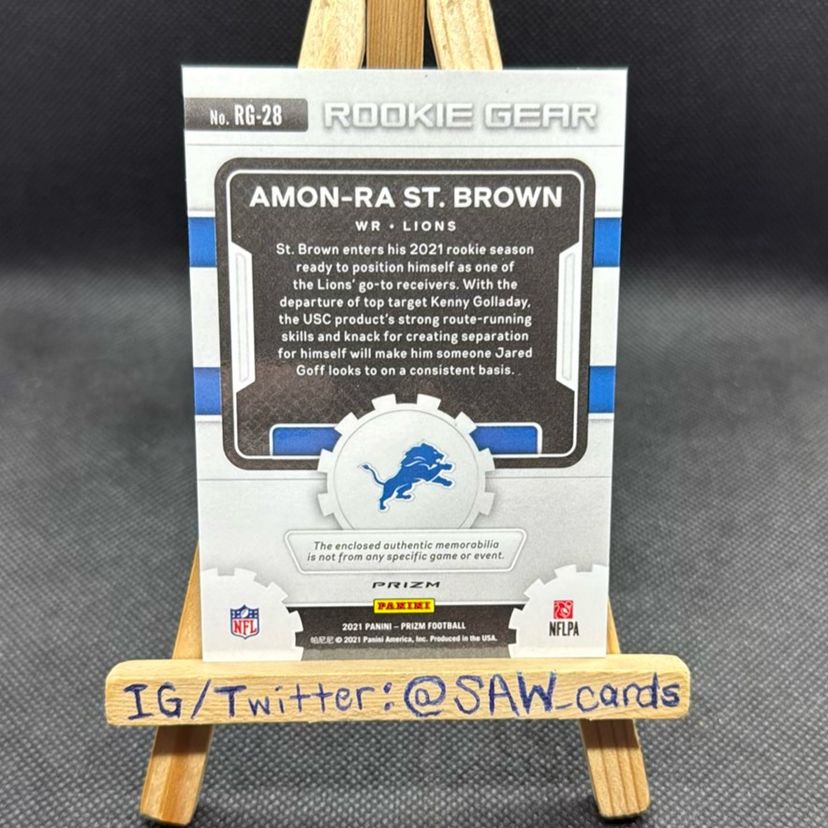 No. RG-28
ROOKIE GEAR
AMON-RA ST. BROWN
WR • LIONS
St. Brown enters his 2021 rookie season
ready to position himself as one of
the Lions' go-to receivers. With the
departure of top target Kenny Golladay,
the USC product's strong route-running
skills and knack for creating separation
for himself will make him someone Jared
Goff looks to on a consistent basis.
The enclosed authentic memorabilia
is not from any specific game or event.
PRIZM
PANINI
NFL
NFLPA
2021 PANINI – PRIZM FOOTBALL
帕尼尼 © 2021 Panini America, Inc. Produced in the USA.
IG/Twitter: @SAW_cards